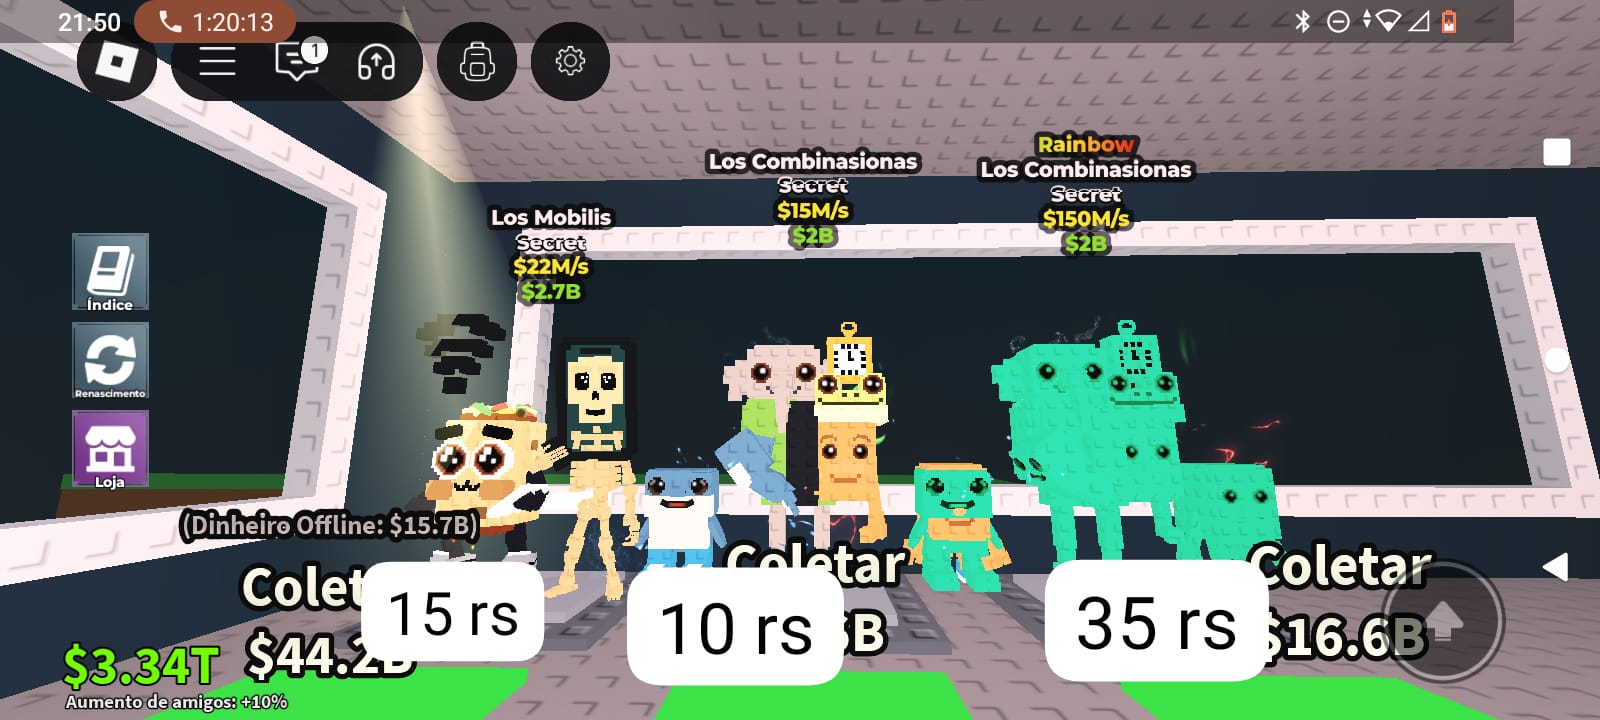 21:50
1:20:13
1
Rainbow
Los Combinasionas
Secret
$150M/s
$2B
Los Combinasionas
Secret
$15M/s
$2B
Los Mobilis
Secret
$22M/s
$2.7B
Índice
Renascimento
Loja
(Dinheiro Offline: $15.7B)
Coletar
Coletar
15 rs
10 rs
35 rs
$44.2B
$16.6B
$3.34T
Aumento de amigos: +10%